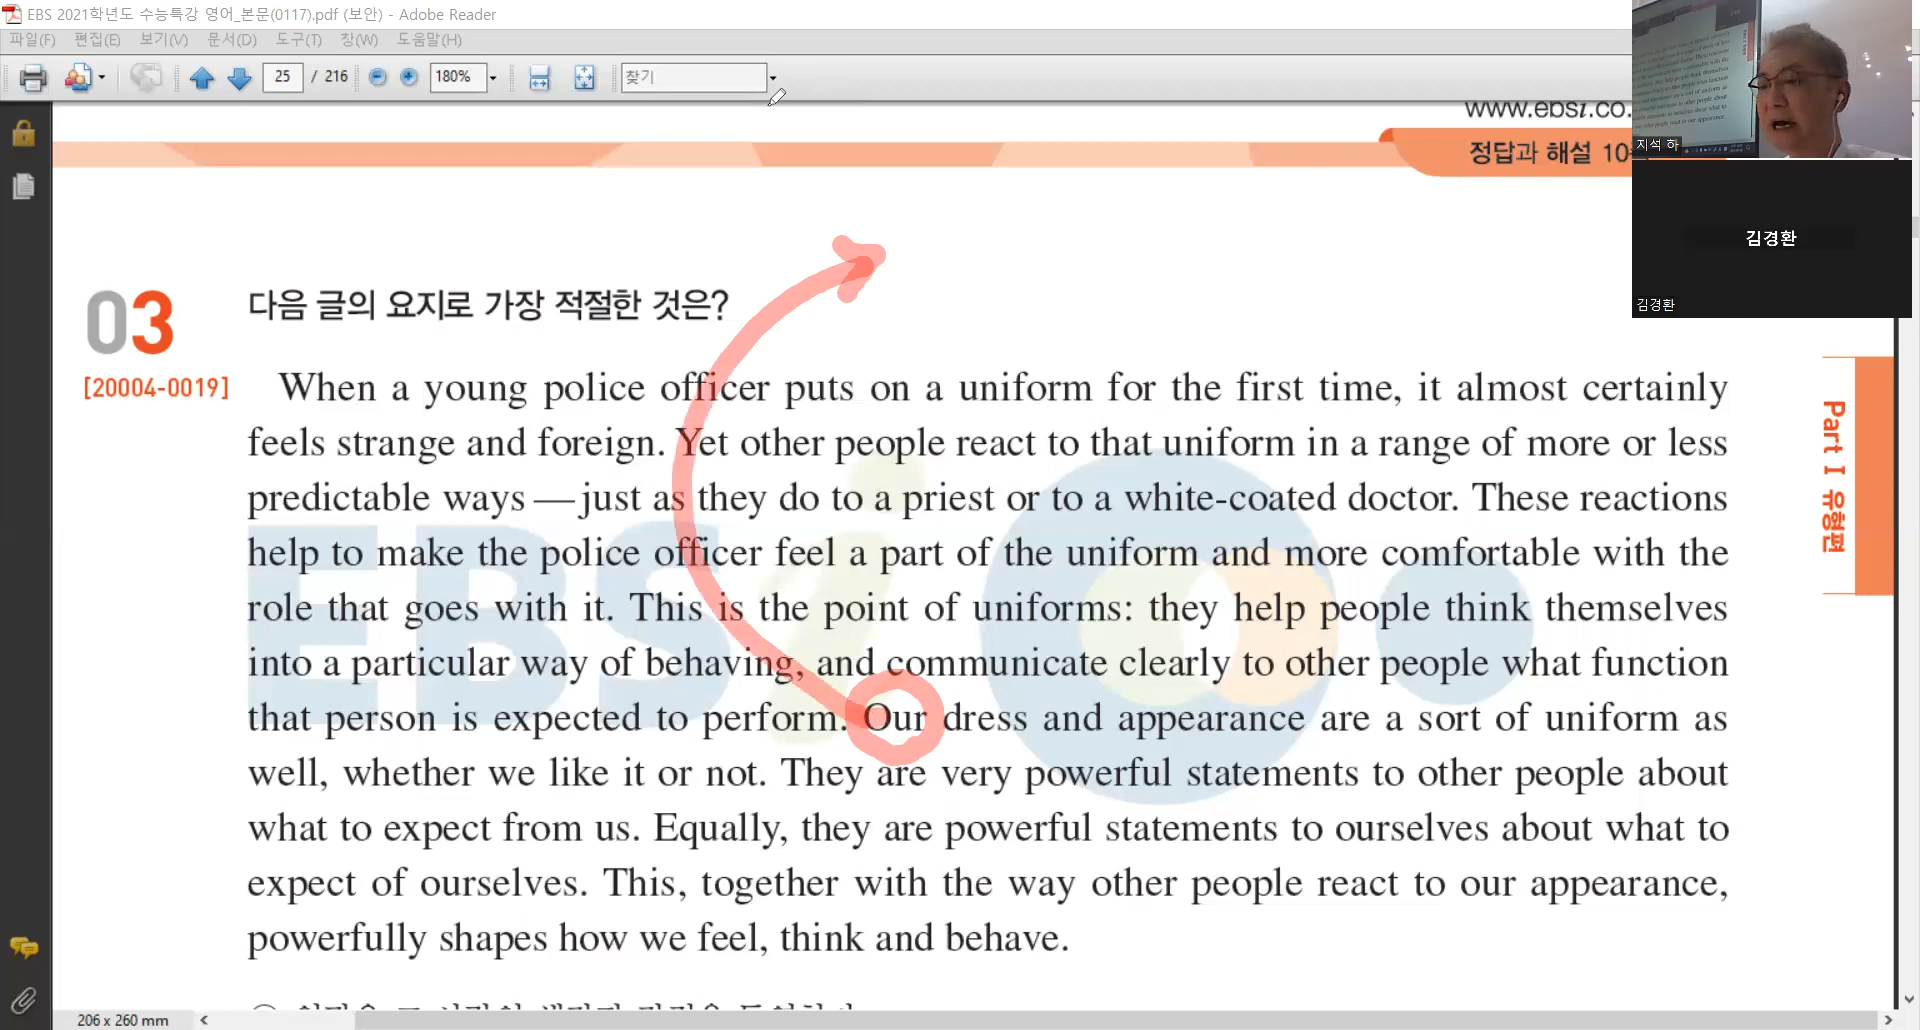 EBS 2021학년도 수능특강 영어_본문(0117).pdf (보안) - Adobe Reader
파일(F) 편집(E) 보기(V) 문서(D) 도구(T) 창(W) 도움말(H)
25 / 216 180% 찾기
www.ebsi.co.
정답과 해설 10
지석 하
김경환
김경환
03
다음 글의 요지로 가장 적절한 것은?
[20004-0019]
When a young police officer puts on a uniform for the first time, it almost certainly
feels strange and foreign. Yet other people react to that uniform in a range of more or less
predictable ways — just as they do to a priest or to a white-coated doctor. These reactions
help to make the police officer feel a part of the uniform and more comfortable with the
role that goes with it. This is the point of uniforms: they help people think themselves
into a particular way of behaving, and communicate clearly to other people what function
that person is expected to perform. Our dress and appearance are a sort of uniform as
well, whether we like it or not. They are very powerful statements to other people about
what to expect from us. Equally, they are powerful statements to ourselves about what to
expect of ourselves. This, together with the way other people react to our appearance,
powerfully shapes how we feel, think and behave.
Part I 유형편
EBSi
206 x 260 mm